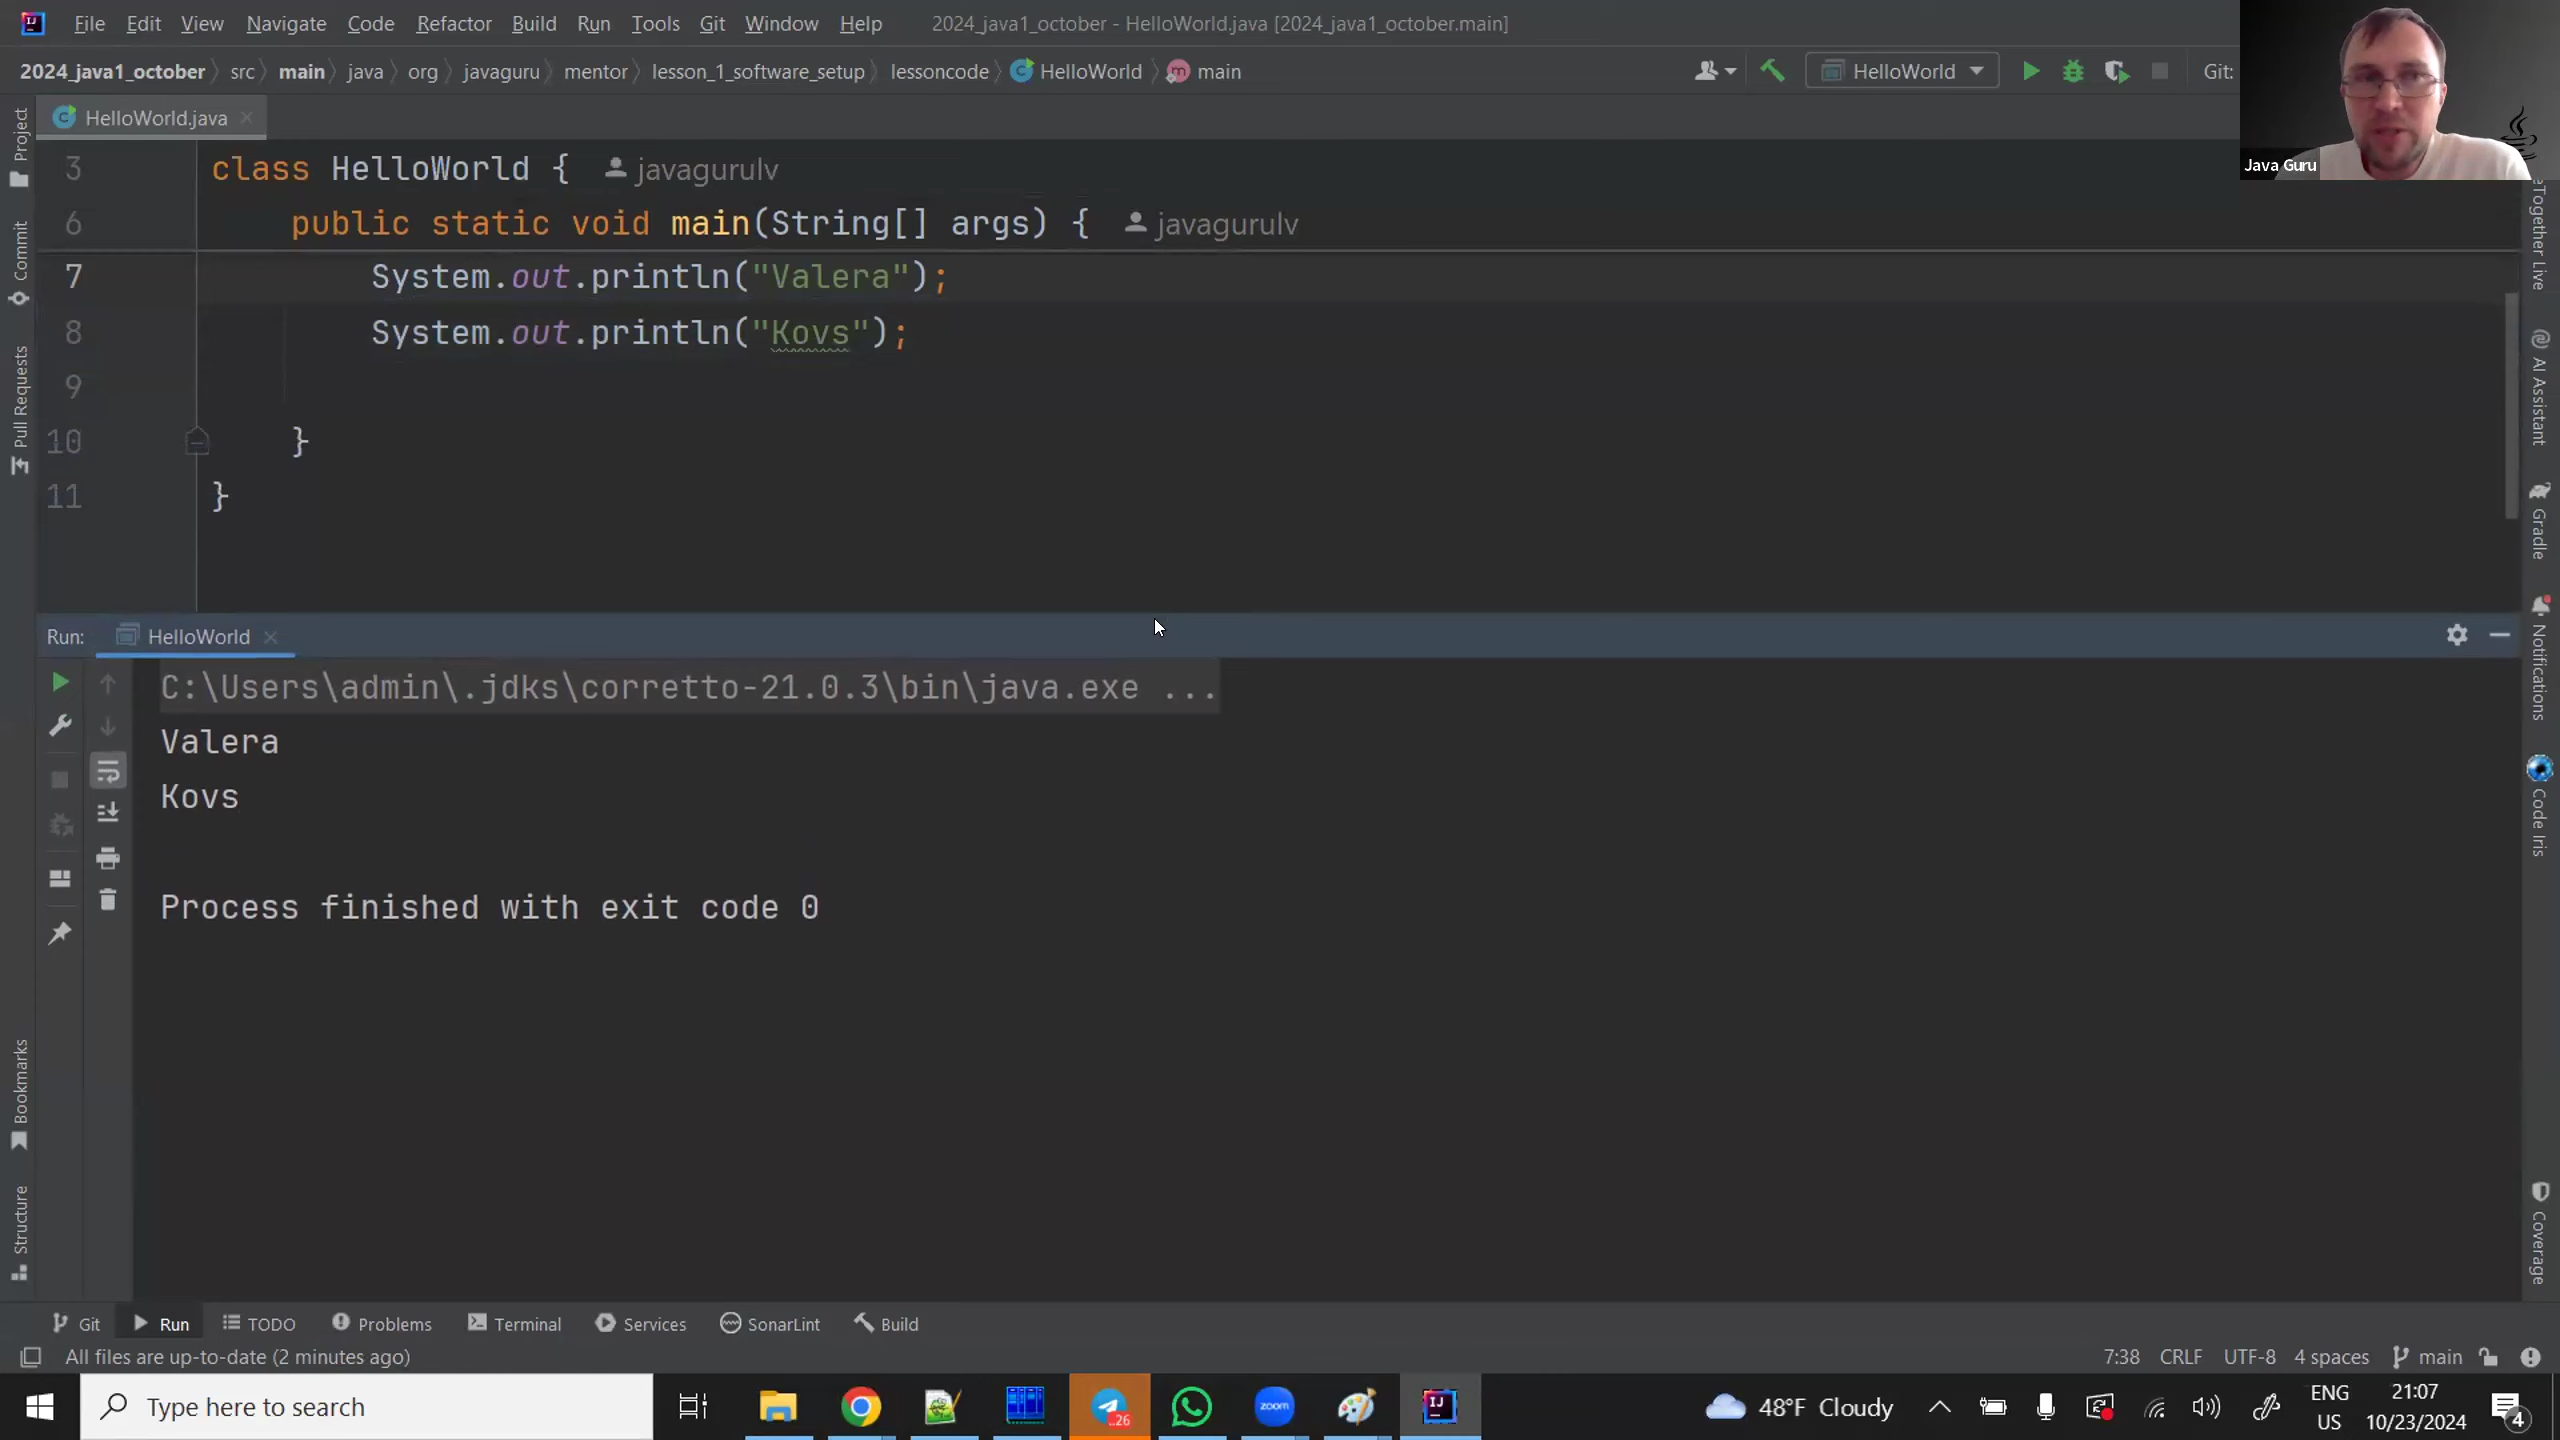 File Edit View Navigate Code Refactor Build Run Tools Git Window Help 2024_java1_october - HelloWorld.java [2024_java1_october.main]
2024_java1_october src main java org javaguru mentor lesson_1_software_setup lessoncode HelloWorld main HelloWorld Git:
Java Guru
HelloWorld.java
3 class HelloWorld { javagurulv
6 public static void main(String[] args) { javagurulv
7 System.out.println("Valera");
8 System.out.println("Kovs");
9
10 }
11 }
Project
Commit
Pull Requests
Bookmarks
Structure
Together Live
AI Assistant
Gradle
Notifications
Code Iris
Coverage
Run: HelloWorld
C:\Users\admin\.jdks\corretto-21.0.3\bin\java.exe ...
Valera
Kovs
Process finished with exit code 0
Git Run TODO Problems Terminal Services SonarLint Build
All files are up-to-date (2 minutes ago) 7:38 CRLF UTF-8 4 spaces main
Type here to search ..26 zoom 48°F Cloudy ENG 21:07
US 10/23/2024 4